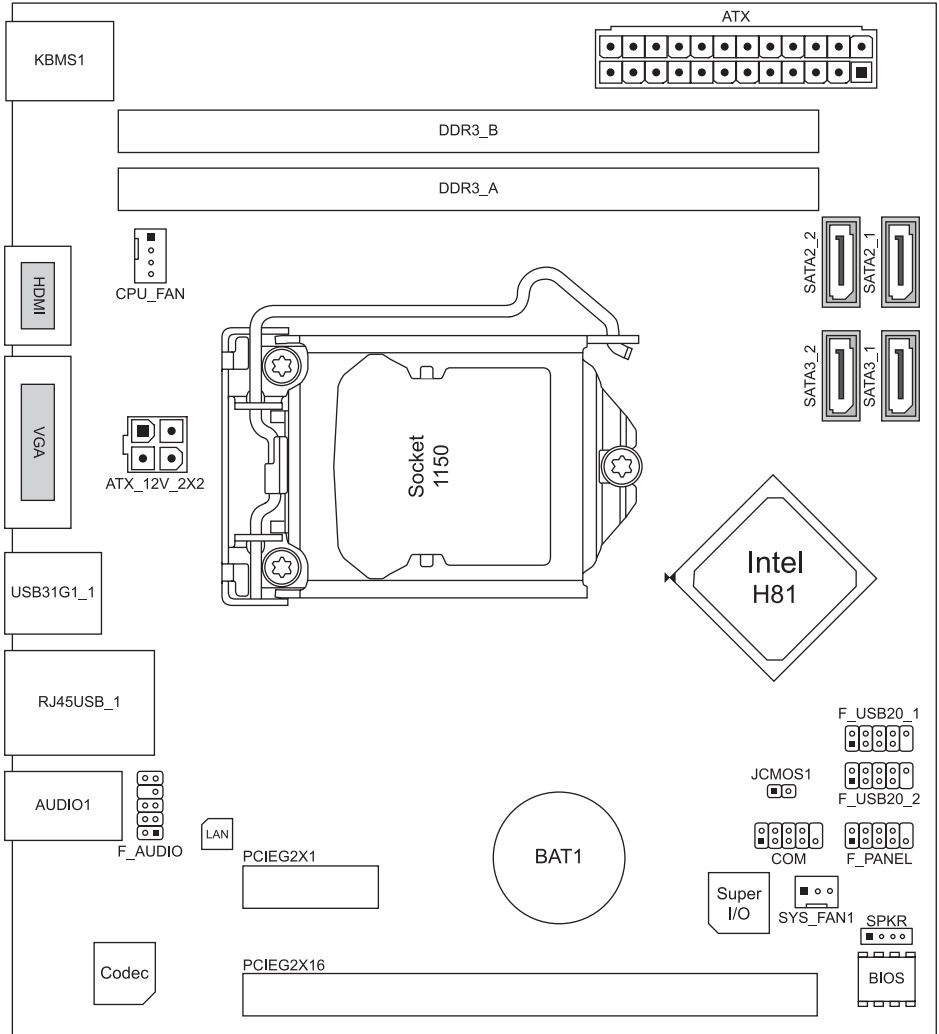 ATX
KBMS1
DDR3_B
DDR3_A
CPU_FAN
HDMI
SATA2_2
SATA2_1
SATA3_2
SATA3_1
VGA
ATX_12V_2X2
Socket
1150
Intel
H81
USB31G1_1
RJ45USB_1
F_USB20_1
JCMOS1
F_USB20_2
AUDIO1
F_AUDIO
LAN
PCIEG2X1
BAT1
COM
F_PANEL
Super
I/O
SYS_FAN1
SPKR
Codec
PCIEG2X16
BIOS